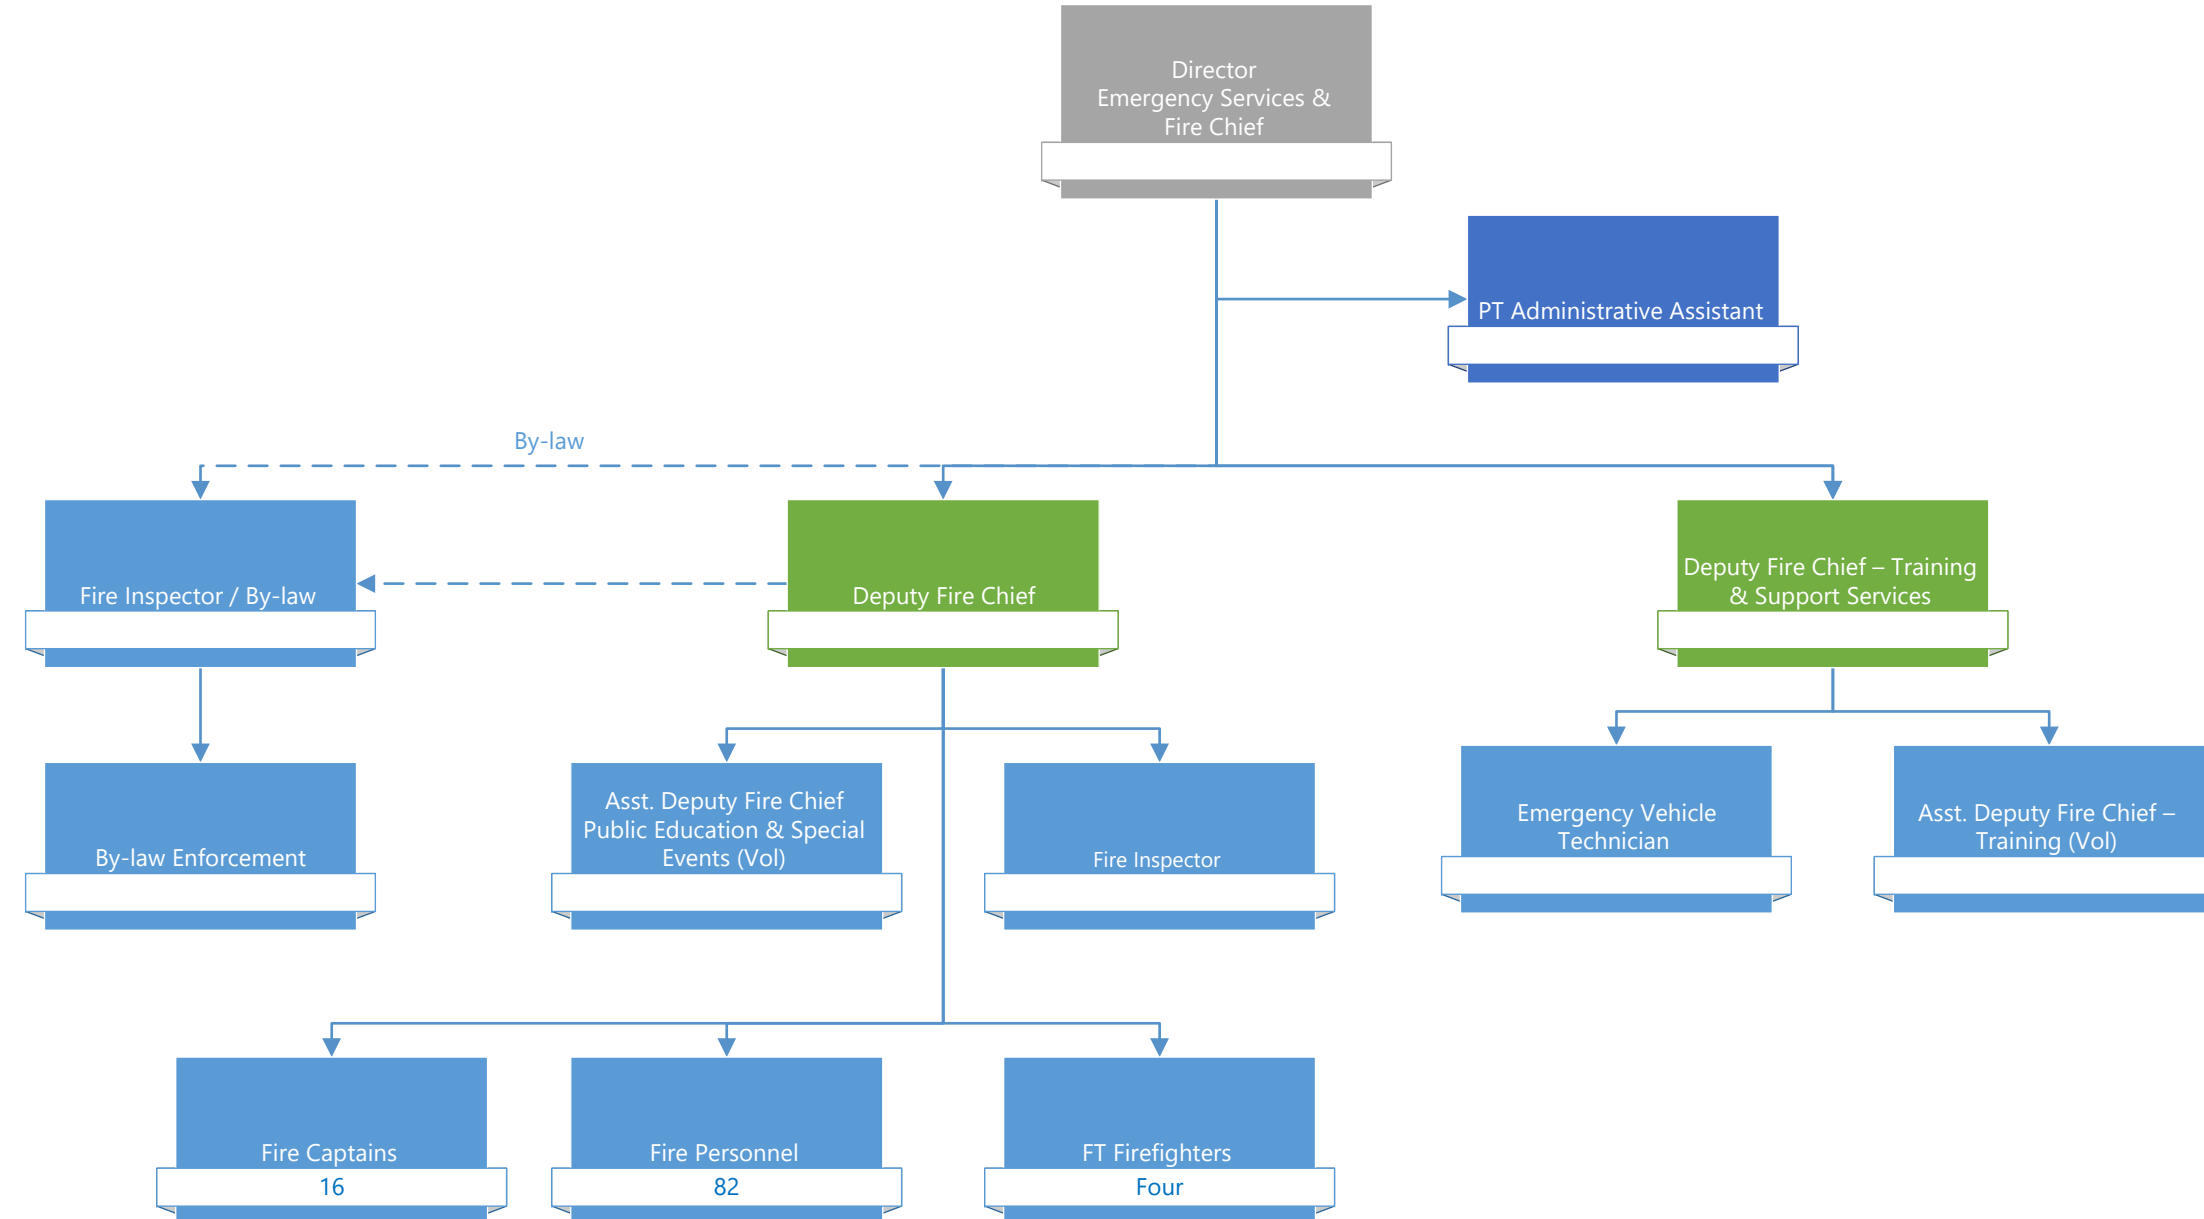 Director
Emergency Services &
Fire Chief
PT Administrative Assistant
By-law
Fire Inspector / By-law
Deputy Fire Chief
Deputy Fire Chief – Training
& Support Services
By-law Enforcement
Asst. Deputy Fire Chief
Public Education & Special
Events (Vol)
Fire Inspector
Emergency Vehicle
Technician
Asst. Deputy Fire Chief –
Training (Vol)
Fire Captains
16
Fire Personnel
82
FT Firefighters
Four